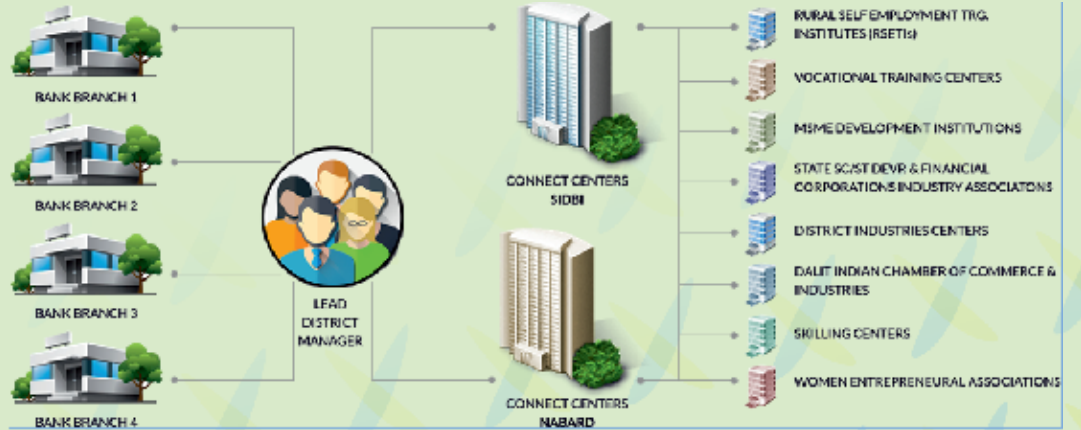 BANK BRANCH 1
BANK BRANCH 2
BANK BRANCH 3
BANK BRANCH 4
LEAD
DISTRICT
MANAGER
CONNECT CENTERS
SIDBI
CONNECT CENTERS
NABARD
RURAL SELF EMPLOYMENT TRG.
INSTITUTES (RSETIs)
VOCATIONAL TRAINING CENTERS
MSME DEVELOPMENT INSTITUTIONS
STATE SC/ST DEVR & FINANCIAL
CORPORATIONS INDUSTRY ASSOCIATONS
DISTRICT INDUSTRIES CENTERS
DALIT INDIAN CHAMBER OF COMMERCE &
INDUSTRIES
SKILLING CENTERS
WOMEN ENTREPRENEURAL ASSOCIATIONS